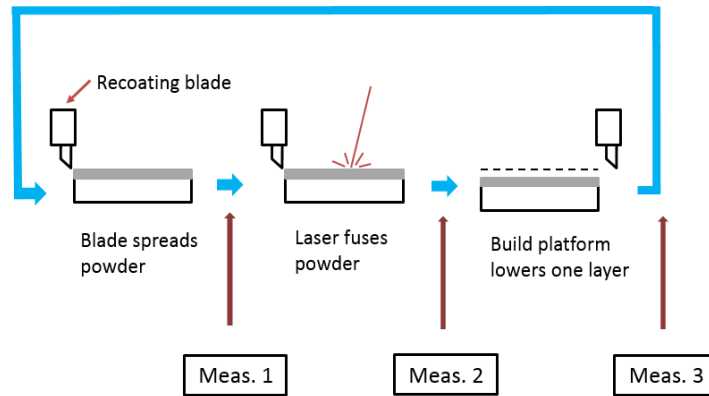 Recoating blade
Blade spreads
powder
Laser fuses
powder
Build platform
lowers one layer
Meas. 1
Meas. 2
Meas. 3